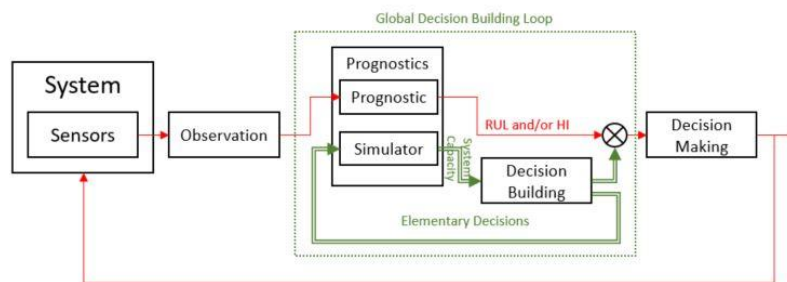 Global Decision Building Loop
System
Sensors
Observation
Prognostics
Prognostic
Simulator
RUL and/or HI
System
Capacity
Decision
Building
Elementary Decisions
Decision
Making